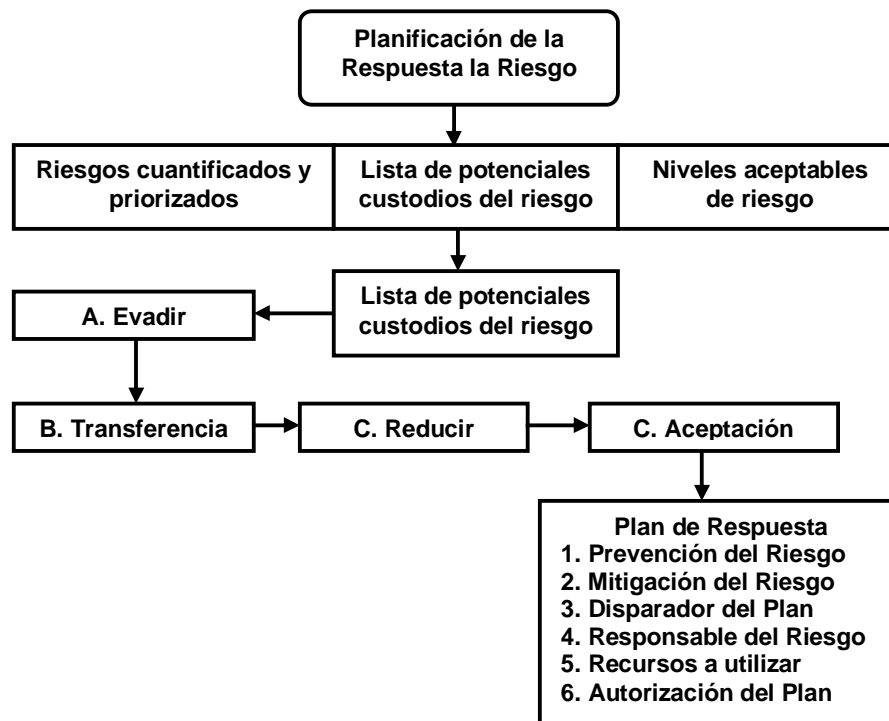 Planificación de la
Respuesta la Riesgo
Riesgos cuantificados y
priorizados
Lista de potenciales
custodios del riesgo
Niveles aceptables
de riesgo
Lista de potenciales
custodios del riesgo
A. Evadir
B. Transferencia
C. Reducir
C. Aceptación
Plan de Respuesta
1. Prevención del Riesgo
2. Mitigación del Riesgo
3. Disparador del Plan
4. Responsable del Riesgo
5. Recursos a utilizar
6. Autorización del Plan